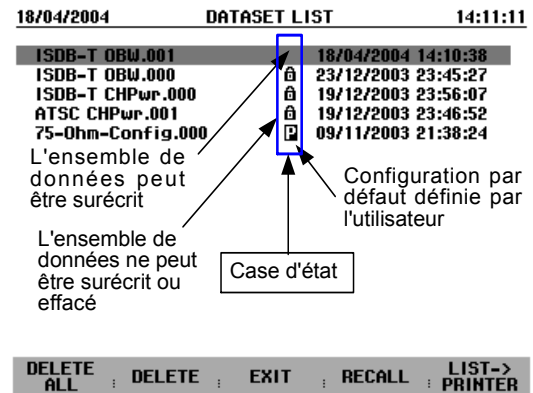 18/04/2004 DATASET LIST 14:11:11
ISDB-T OBW.001 18/04/2004 14:10:38
ISDB-T OBW.000 23/12/2003 23:45:27
ISDB-T CHPwr.000 19/12/2003 23:56:07
ATSC CHPwr.001 19/12/2003 23:46:52
75-Ohm-Config.000 P 09/11/2003 21:38:24
L'ensemble de
données peut
être surécrit
Configuration par
défaut définie par
l'utilisateur
L'ensemble de
données ne peut
être surécrit ou
effacé
Case d'état
DELETE ALL : DELETE : EXIT : RECALL : LIST-> PRINTER